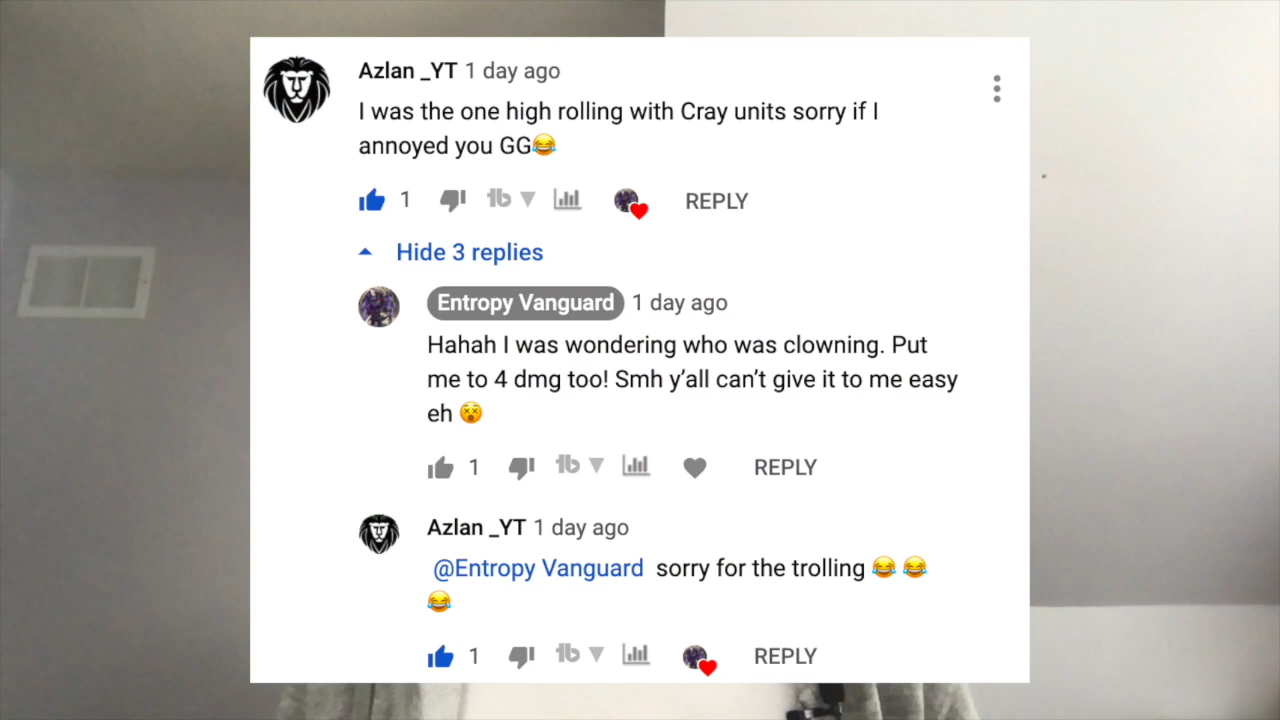 Azlan _YT 1 day ago
I was the one high rolling with Cray units sorry if I
annoyed you GG😂
1 REPLY
Hide 3 replies
Entropy Vanguard 1 day ago
Hahah I was wondering who was clowning. Put
me to 4 dmg too! Smh y’all can’t give it to me easy
eh 😵
1 REPLY
Azlan _YT 1 day ago
@Entropy Vanguard sorry for the trolling 😂 😂
😂
1 REPLY